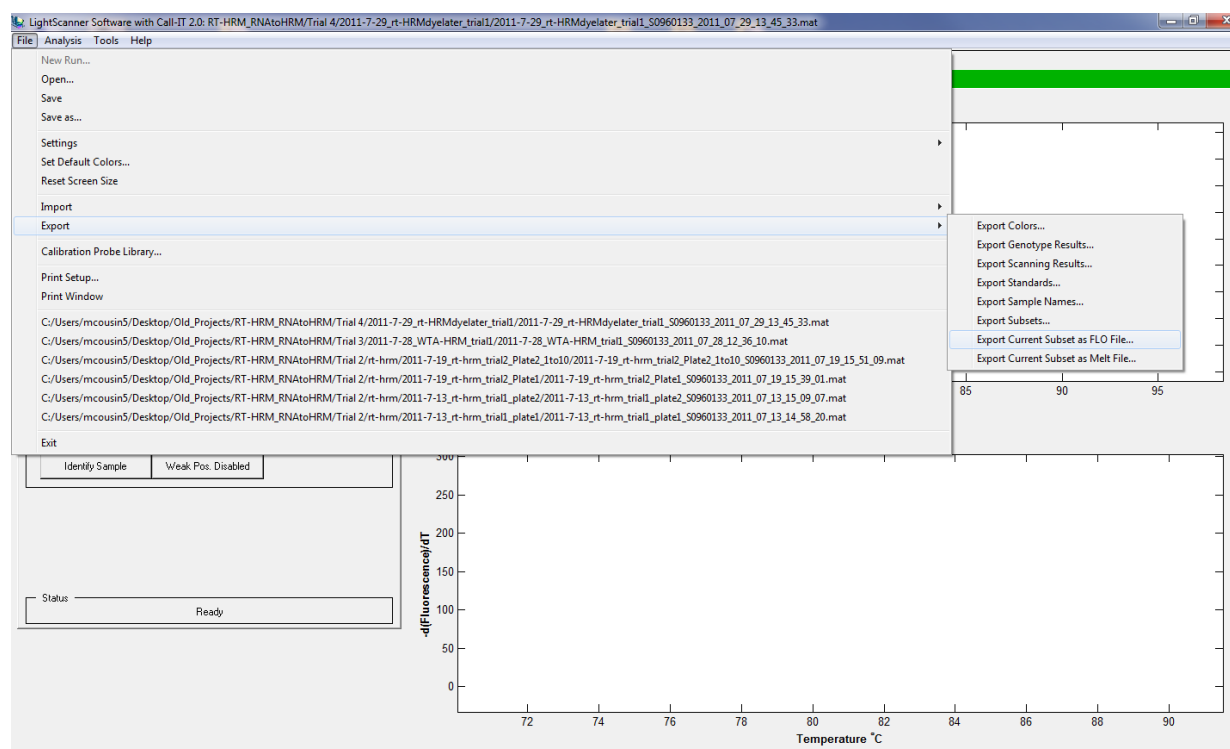 LightScanner Software with Call-IT 2.0: RT-HRM_RNAtoHRM/Trial 4/2011-7-29_rt-HRMdyelater_trial1/2011-7-29_rt-HRMdyelater_trial1_S0960133_2011_07_29_13_45_33.mat
File Analysis Tools Help
New Run...
Open...
Save
Save as...
Settings
Set Default Colors...
Reset Screen Size
Import
Export
Calibration Probe Library...
Print Setup...
Print Window
C:/Users/mcousin5/Desktop/Old_Projects/RT-HRM_RNAtoHRM/Trial 4/2011-7-29_rt-HRMdyelater_trial1/2011-7-29_rt-HRMdyelater_trial1_S0960133_2011_07_29_13_45_33.mat
C:/Users/mcousin5/Desktop/Old_Projects/RT-HRM_RNAtoHRM/Trial 3/2011-7-28_WTA-HRM_trial1/2011-7-28_WTA-HRM_trial1_S0960133_2011_07_28_12_36_10.mat
C:/Users/mcousin5/Desktop/Old_Projects/RT-HRM_RNAtoHRM/Trial 2/rt-hrm/2011-7-19_rt-hrm_trial2_Plate2_1to10/2011-7-19_rt-hrm_trial2_Plate2_1to10_S0960133_2011_07_19_15_51_09.mat
C:/Users/mcousin5/Desktop/Old_Projects/RT-HRM_RNAtoHRM/Trial 2/rt-hrm/2011-7-19_rt-hrm_trial2_Plate1/2011-7-19_rt-hrm_trial2_Plate1_S0960133_2011_07_19_15_39_01.mat
C:/Users/mcousin5/Desktop/Old_Projects/RT-HRM_RNAtoHRM/Trial 2/rt-hrm/2011-7-13_rt-hrm_trial1_plate2/2011-7-13_rt-hrm_trial1_plate2_S0960133_2011_07_13_15_09_07.mat
C:/Users/mcousin5/Desktop/Old_Projects/RT-HRM_RNAtoHRM/Trial 2/rt-hrm/2011-7-13_rt-hrm_trial1_plate1/2011-7-13_rt-hrm_trial1_plate1_S0960133_2011_07_13_14_58_20.mat
Exit
Export Colors...
Export Genotype Results...
Export Scanning Results...
Export Standards...
Export Sample Names...
Export Subsets...
Export Current Subset as FLO File...
Export Current Subset as Melt File...
85 90 95
Identify Sample Weak Pos. Disabled
Status
Ready
300
250
200
150
100
50
0
-d(Fluorescence)/dT
72 74 76 78 80 82 84 86 88 90
Temperature °C